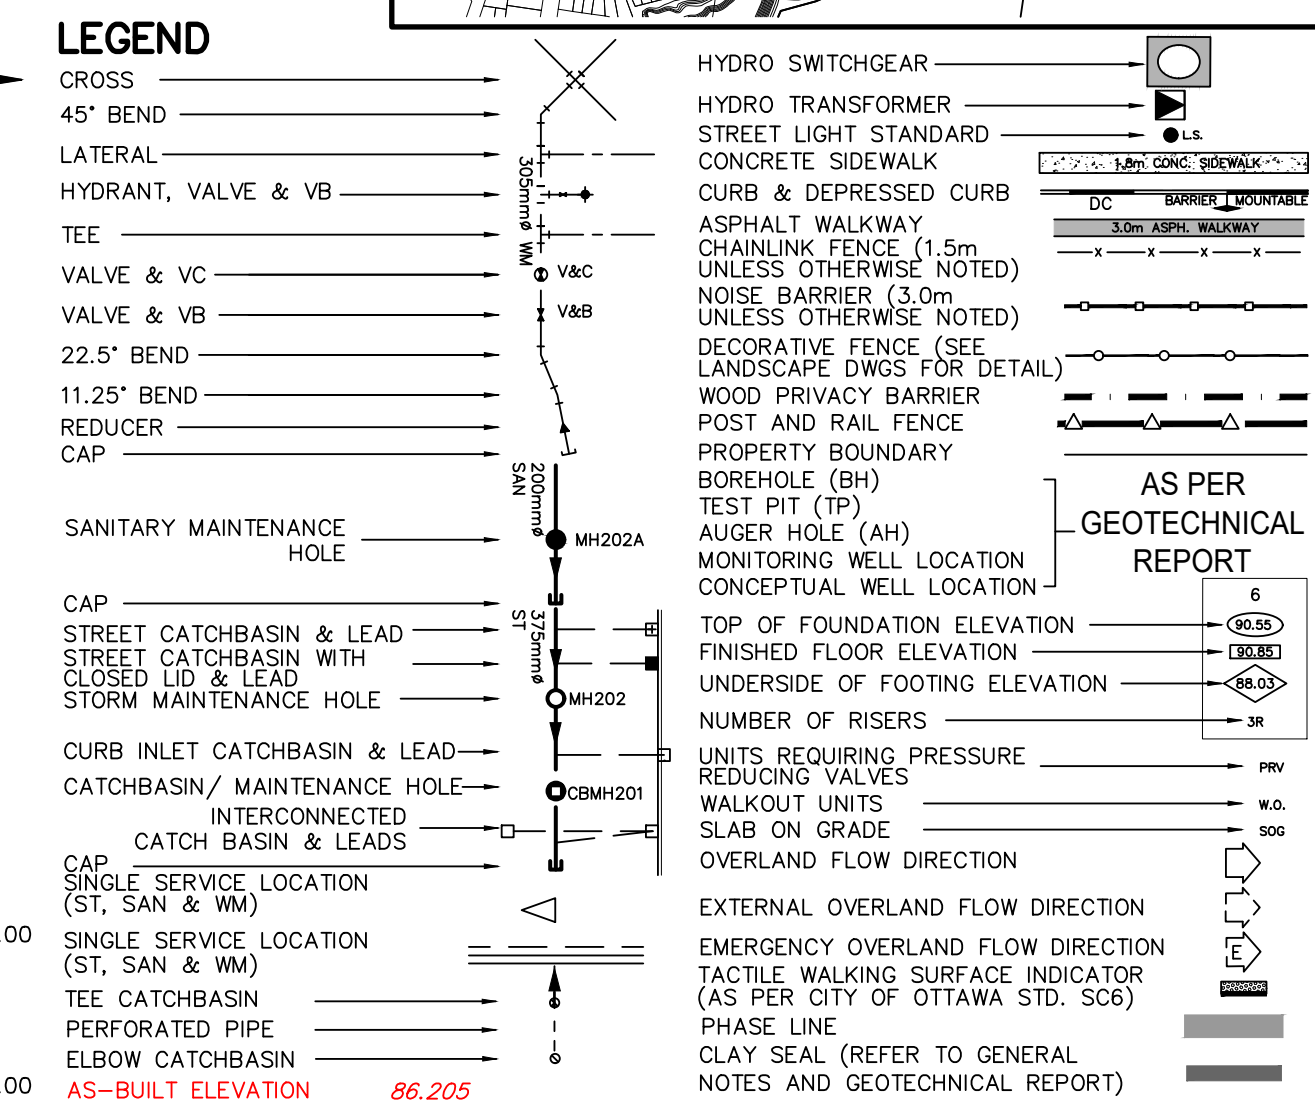 LEGEND
CROSS
45° BEND
LATERAL
HYDRANT, VALVE & VB
TEE
VALVE & VC
VALVE & VB
22.5° BEND
11.25° BEND
REDUCER
CAP
SANITARY MAINTENANCE
HOLE
CAP
STREET CATCHBASIN & LEAD
STREET CATCHBASIN WITH
CLOSED LID & LEAD
STORM MAINTENANCE HOLE
CURB INLET CATCHBASIN & LEAD
CATCHBASIN/ MAINTENANCE HOLE
INTERCONNECTED
CATCH BASIN & LEADS
CAP
SINGLE SERVICE LOCATION
(ST, SAN & WM)
SINGLE SERVICE LOCATION
(ST, SAN & WM)
TEE CATCHBASIN
PERFORATED PIPE
ELBOW CATCHBASIN
AS-BUILT ELEVATION 86.205
.00
.00
305mmø WM
V&C
V&B
200mmø
SAN
MH202A
375mmø
ST
MH202
CBMH201
HYDRO SWITCHGEAR
HYDRO TRANSFORMER
STREET LIGHT STANDARD
L.S.
CONCRETE SIDEWALK
1.8m CONC. SIDEWALK
CURB & DEPRESSED CURB
DC BARRIER MOUNTABLE
ASPHALT WALKWAY
3.0m ASPH. WALKWAY
CHAINLINK FENCE (1.5m
UNLESS OTHERWISE NOTED)
X X X X
NOISE BARRIER (3.0m
UNLESS OTHERWISE NOTED)
DECORATIVE FENCE (SEE
LANDSCAPE DWGS FOR DETAIL)
WOOD PRIVACY BARRIER
POST AND RAIL FENCE
PROPERTY BOUNDARY
BOREHOLE (BH)
TEST PIT (TP)
AUGER HOLE (AH)
MONITORING WELL LOCATION
CONCEPTUAL WELL LOCATION
AS PER
GEOTECHNICAL
REPORT
6
TOP OF FOUNDATION ELEVATION
90.55
FINISHED FLOOR ELEVATION
90.85
UNDERSIDE OF FOOTING ELEVATION
88.03
NUMBER OF RISERS
3R
UNITS REQUIRING PRESSURE
REDUCING VALVES
PRV
WALKOUT UNITS
W.O.
SLAB ON GRADE
SOG
OVERLAND FLOW DIRECTION
EXTERNAL OVERLAND FLOW DIRECTION
EMERGENCY OVERLAND FLOW DIRECTION
E
TACTILE WALKING SURFACE INDICATOR
(AS PER CITY OF OTTAWA STD. SC6)
PHASE LINE
CLAY SEAL (REFER TO GENERAL
NOTES AND GEOTECHNICAL REPORT)